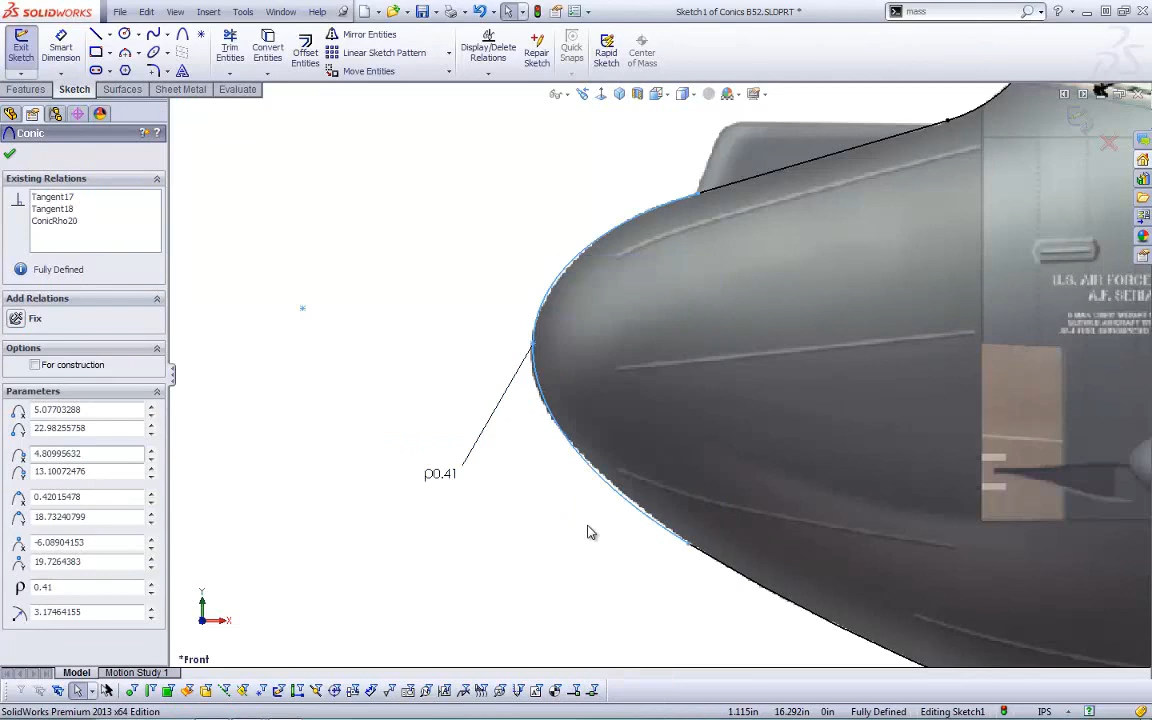 SOLIDWORKS
File Edit View Insert Tools Window Help
Sketch1 of Conics B52.SLDPRT *
mass
Exit Sketch
Smart Dimension
Trim Entities
Convert Entities
Offset Entities
Mirror Entities
Linear Sketch Pattern
Move Entities
Display/Delete Relations
Repair Sketch
Quick Snaps
Rapid Sketch
Center of Mass
Features Sketch Surfaces Sheet Metal Evaluate
Conic
Existing Relations
Tangent17
Tangent18
ConicRho20
Fully Defined
Add Relations
Fix
Options
For construction
Parameters
5.07703288
22.98255758
4.80995632
13.10072476
0.42015478
18.73240799
-6.08904153
19.7264383
ρ 0.41
3.17464155
ρ0.41
U.S. AIR FORCE
A.F. SERIA
Y
X
*Front
Model Motion Study 1
SolidWorks Premium 2013 x64 Edition
1.115in 16.292in 0in Fully Defined Editing Sketch1 IPS